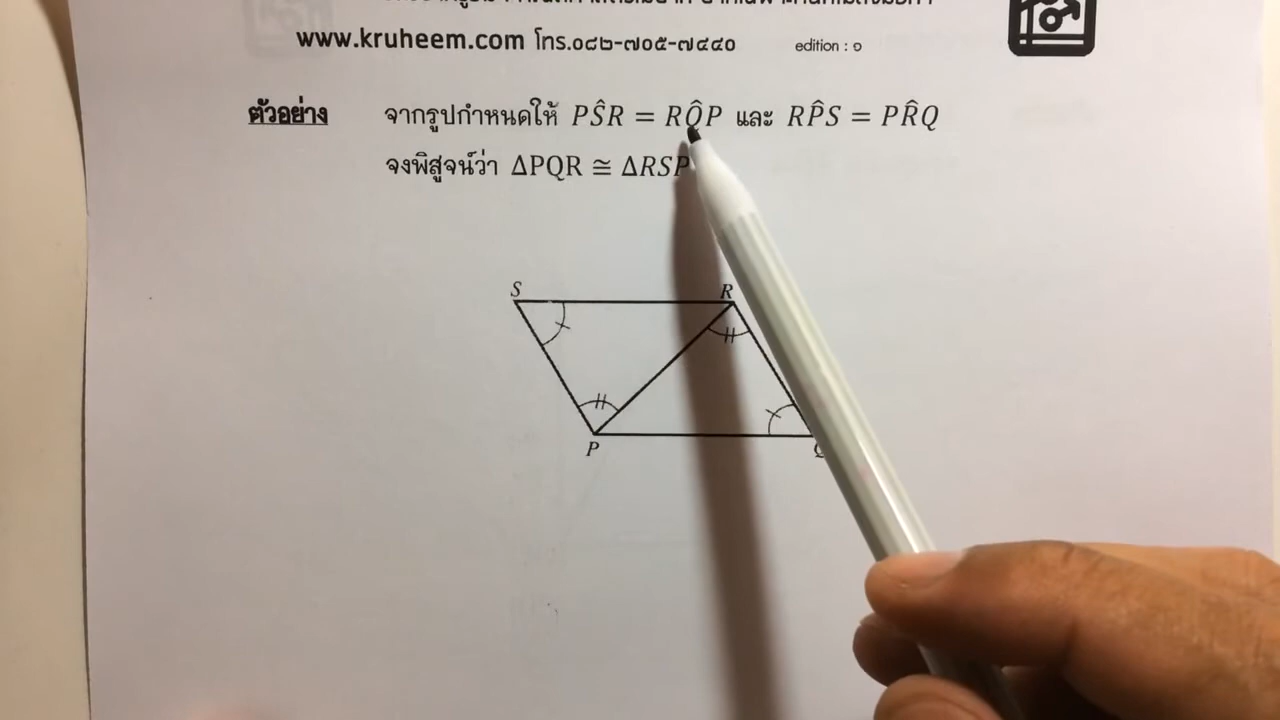 www.kruheem.com โทร.๐๘๒-๗๐๕-๗๔๔๐ edition : ๑
ตัวอย่าง จากรูปกำหนดให้ PŜR = RQ̂P และ RP̂S = PR̂Q
จงพิสูจน์ว่า ΔPQR ≅ ΔRSP
S R
P